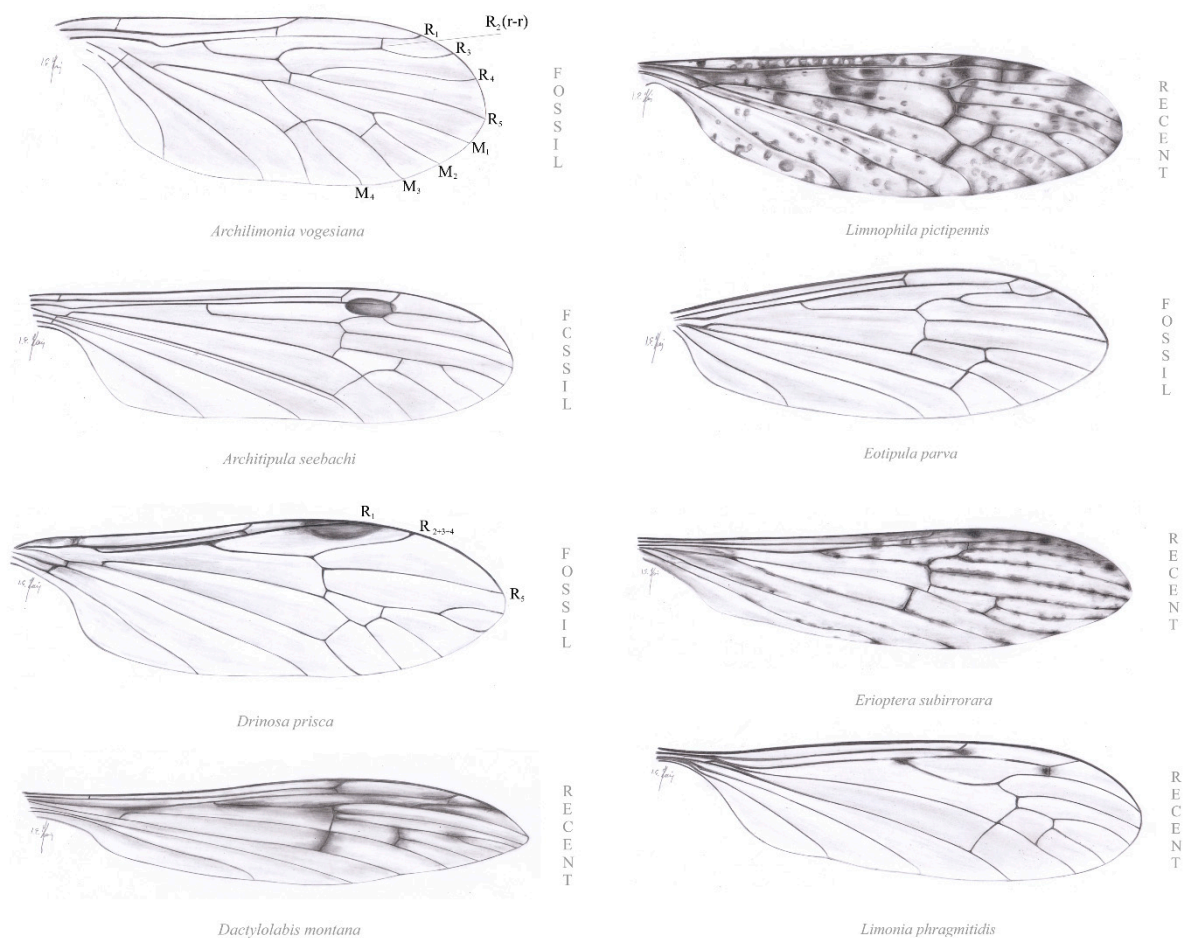 R₂(r-r)
R₁
R₃
R₄
R₅
M₁
M₂
M₃
M₄
FOSSIL
Archilimonia vogesiana
RECENT
Limnophila pictipennis
FCSSIL
Architipula seebachi
FOSSIL
Eotipula parva
R₁
R₂₊₃₊₄
R₅
FOSSIL
Drinosa prisca
RECENT
Erioptera subirrorara
RECENT
Dactylolabis montana
RECENT
Limonia phragmitidis